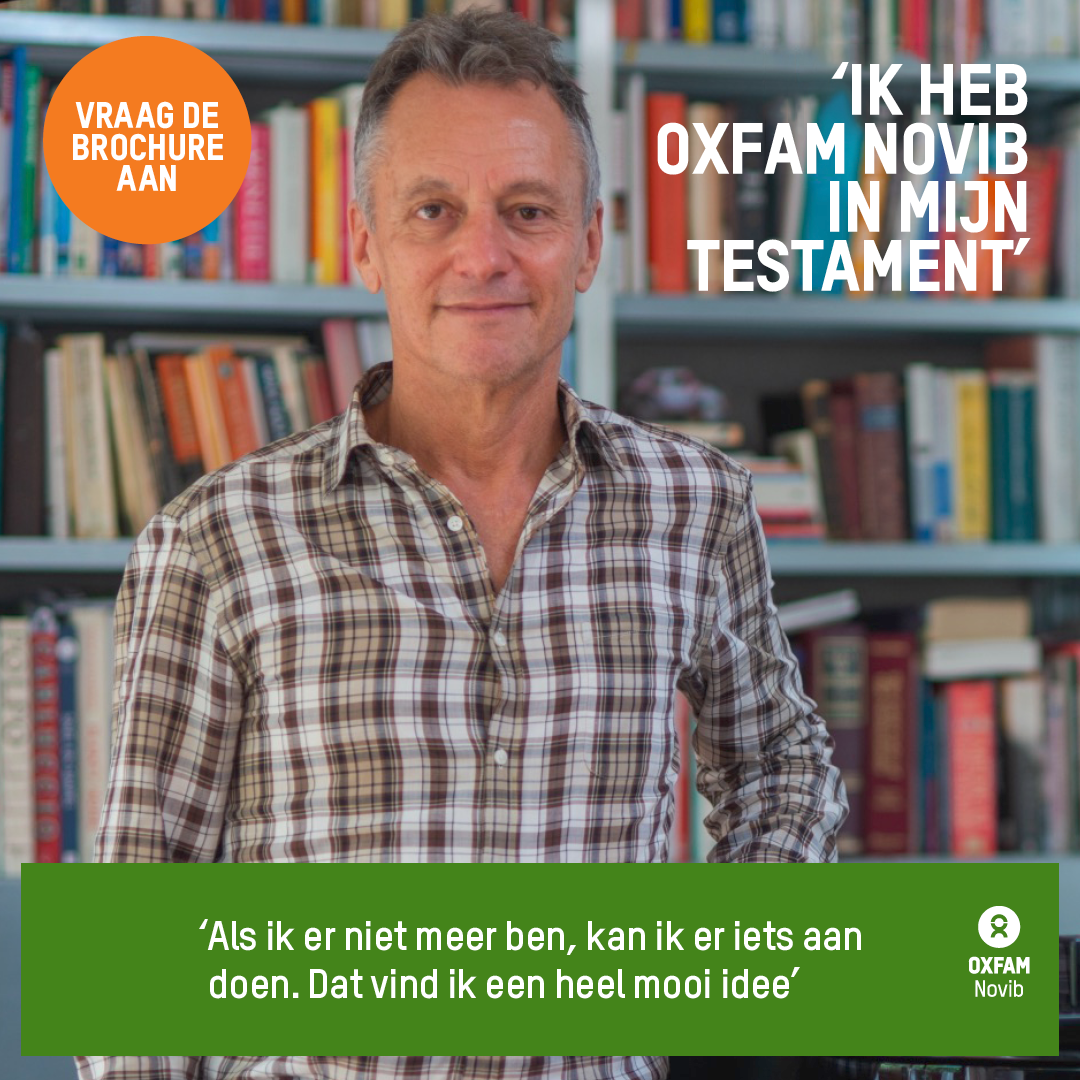 VRAAG DE
BROCHURE
AAN
‘IK HEB
OXFAM NOVIB
IN MIJN
TESTAMENT’
‘Als ik er niet meer ben, kan ik er iets aan
doen. Dat vind ik een heel mooi idee’
OXFAM
Novib